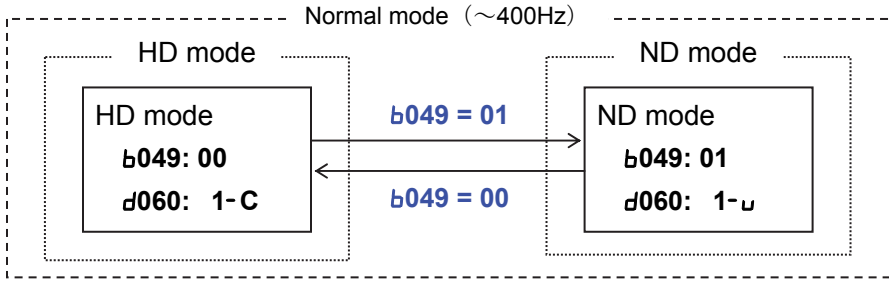 Normal mode（～400Hz）
HD mode
ND mode
HD mode
b049: 00
d060: 1-C
b049 = 01
b049 = 00
ND mode
b049: 01
d060: 1-u